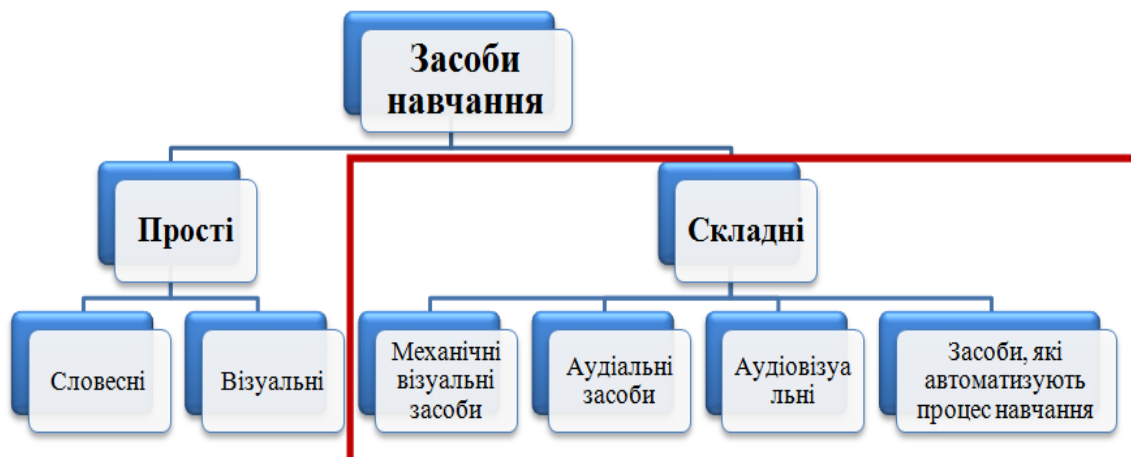 Засоби
навчання
Прості
Складні
Словесні
Візуальні
Механічні
візуальні
засоби
Аудіальні
засоби
Аудіовізуа
льні
Засоби, які
автоматизують
процес навчання